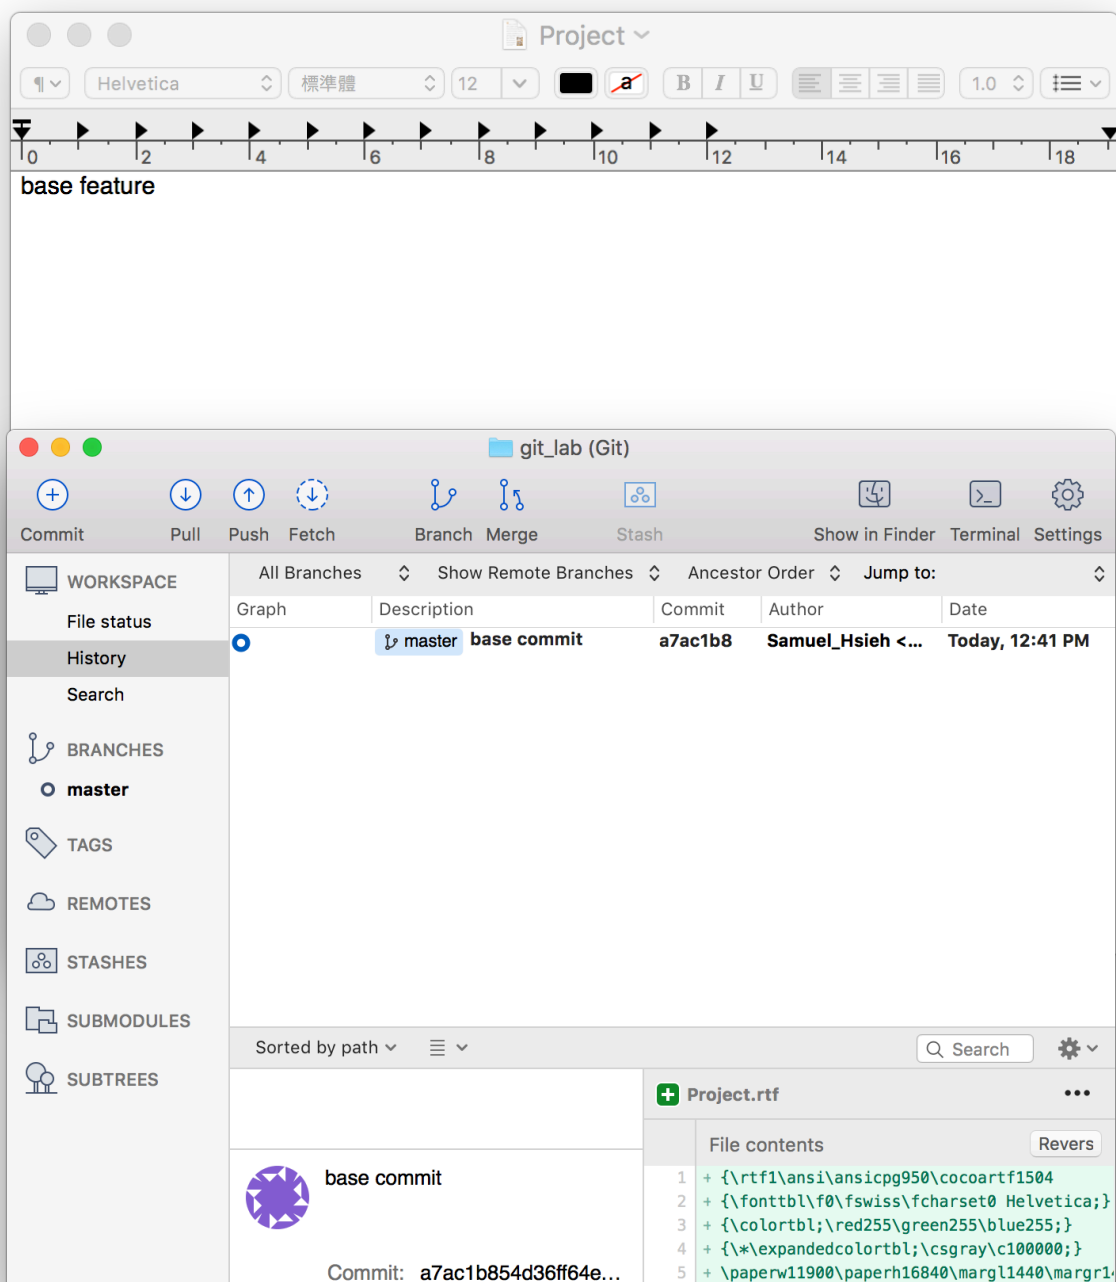 Project
¶ Helvetica 標準體 12 a B I U 1.0
0 2 4 6 8 10 12 14 16 18
base feature
git_lab (Git)
Commit Pull Push Fetch Branch Merge Stash Show in Finder Terminal Settings
WORKSPACE
File status
History
Search
BRANCHES
master
TAGS
REMOTES
STASHES
SUBMODULES
SUBTREES
All Branches Show Remote Branches Ancestor Order Jump to:
Graph Description Commit Author Date
master base commit a7ac1b8 Samuel_Hsieh <... Today, 12:41 PM
Sorted by path Search
Project.rtf
File contents Revers
1 + {\rtf1\ansi\ansicpg950\cocoartf1504
2 + {\fonttbl\f0\fswiss\fcharset0 Helvetica;}
3 + {\colortbl;\red255\green255\blue255;}
4 + {\*\expandedcolortbl;\csgray\c100000;}
5 + \paperw11900\paperh16840\margl1440\margr14
base commit
Commit: a7ac1b854d36ff64e...